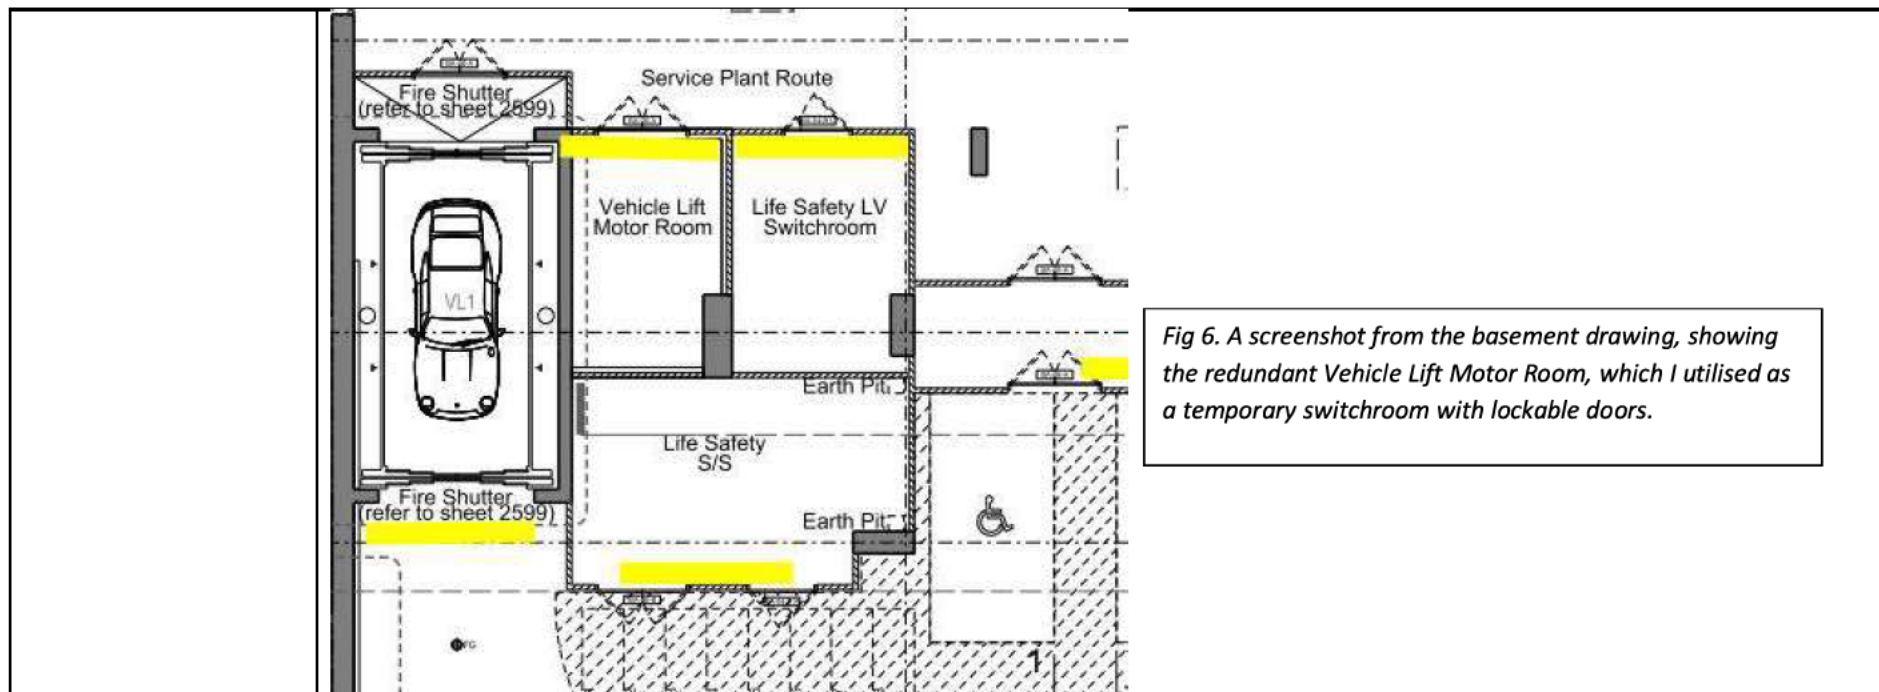 Service Plant Route
Fire Shutter
(refer to sheet 2599)
Vehicle Lift
Motor Room
Life Safety LV
Switchroom
VL1
Earth Pit
Life Safety
S/S
Fire Shutter
(refer to sheet 2599)
Earth Pit
FG
1
Fig 6. A screenshot from the basement drawing, showing
the redundant Vehicle Lift Motor Room, which I utilised as
a temporary switchroom with lockable doors.